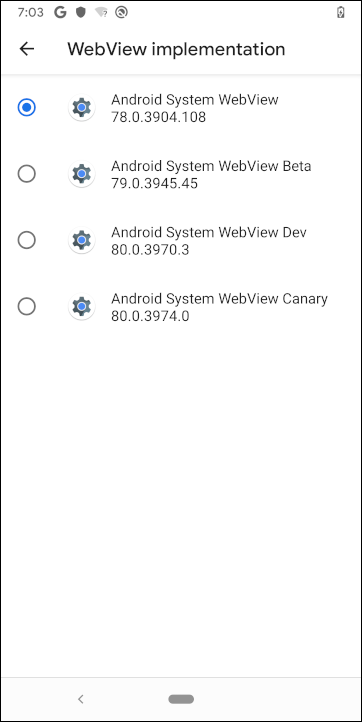 7:03
WebView implementation
Android System WebView
78.0.3904.108
Android System WebView Beta
79.0.3945.45
Android System WebView Dev
80.0.3970.3
Android System WebView Canary
80.0.3974.0